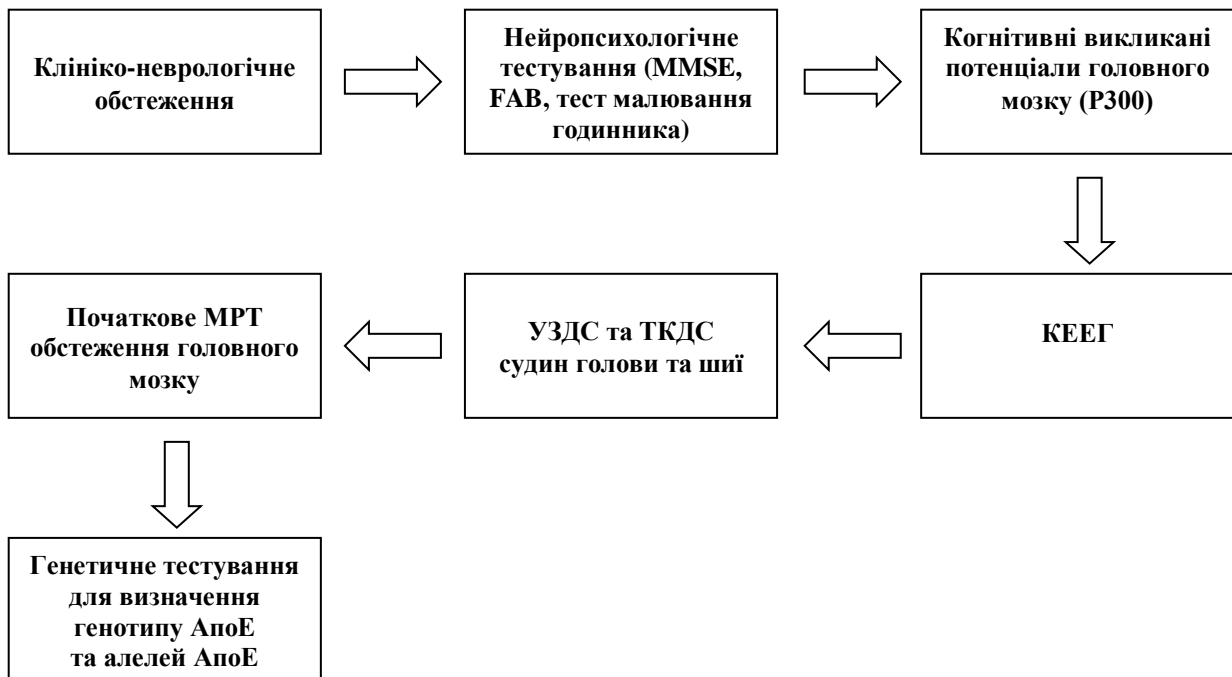 Клініко-неврологічне
обстеження
Нейропсихологічне
тестування (MMSE,
FAB, тест малювання
годинника)
Когнітивні викликані
потенціали головного
мозку (Р300)
КЕЕГ
УЗДС та ТКДС
судин голови та шиї
Початкове МРТ
обстеження головного
мозку
Генетичне тестування
для визначення
генотипу АпоЕ
та алелей АпоЕ